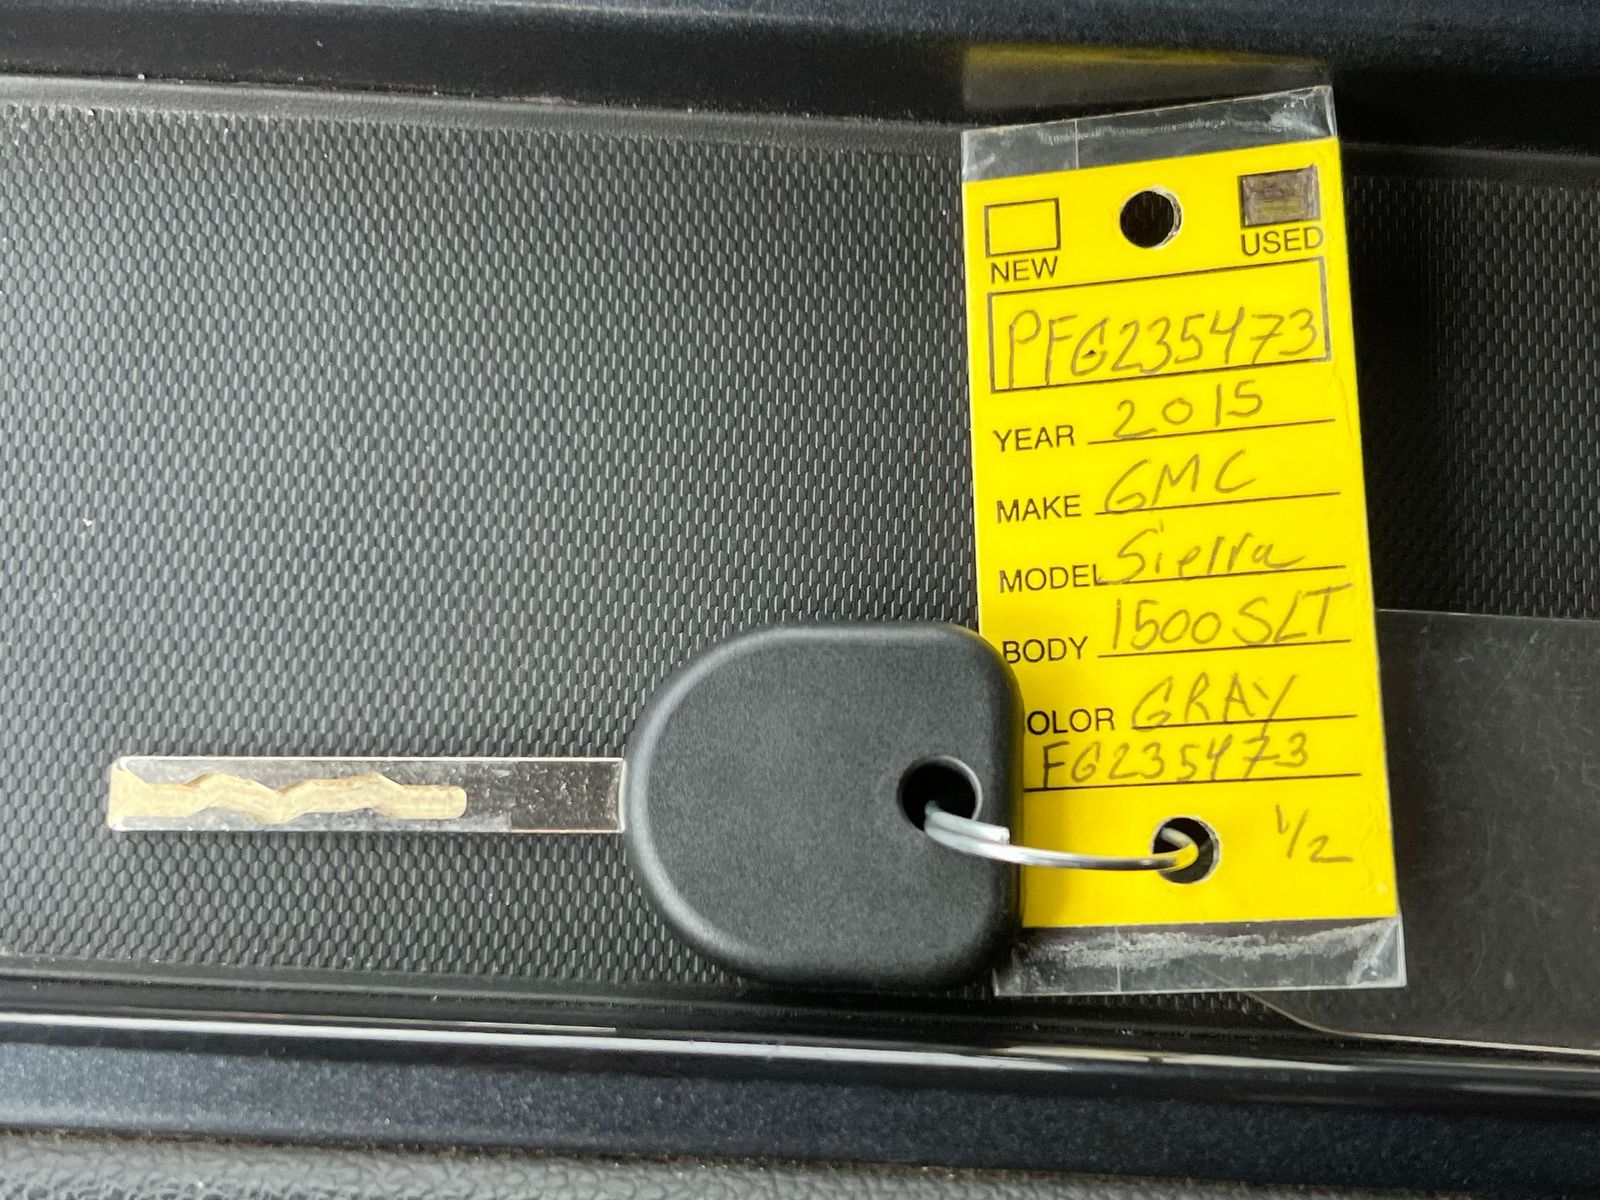 NEW USED
PFG235473
YEAR 2015
MAKE GMC
MODEL Sierra
BODY 1500 SLT
OLOR GRAY
FG235473
1/2